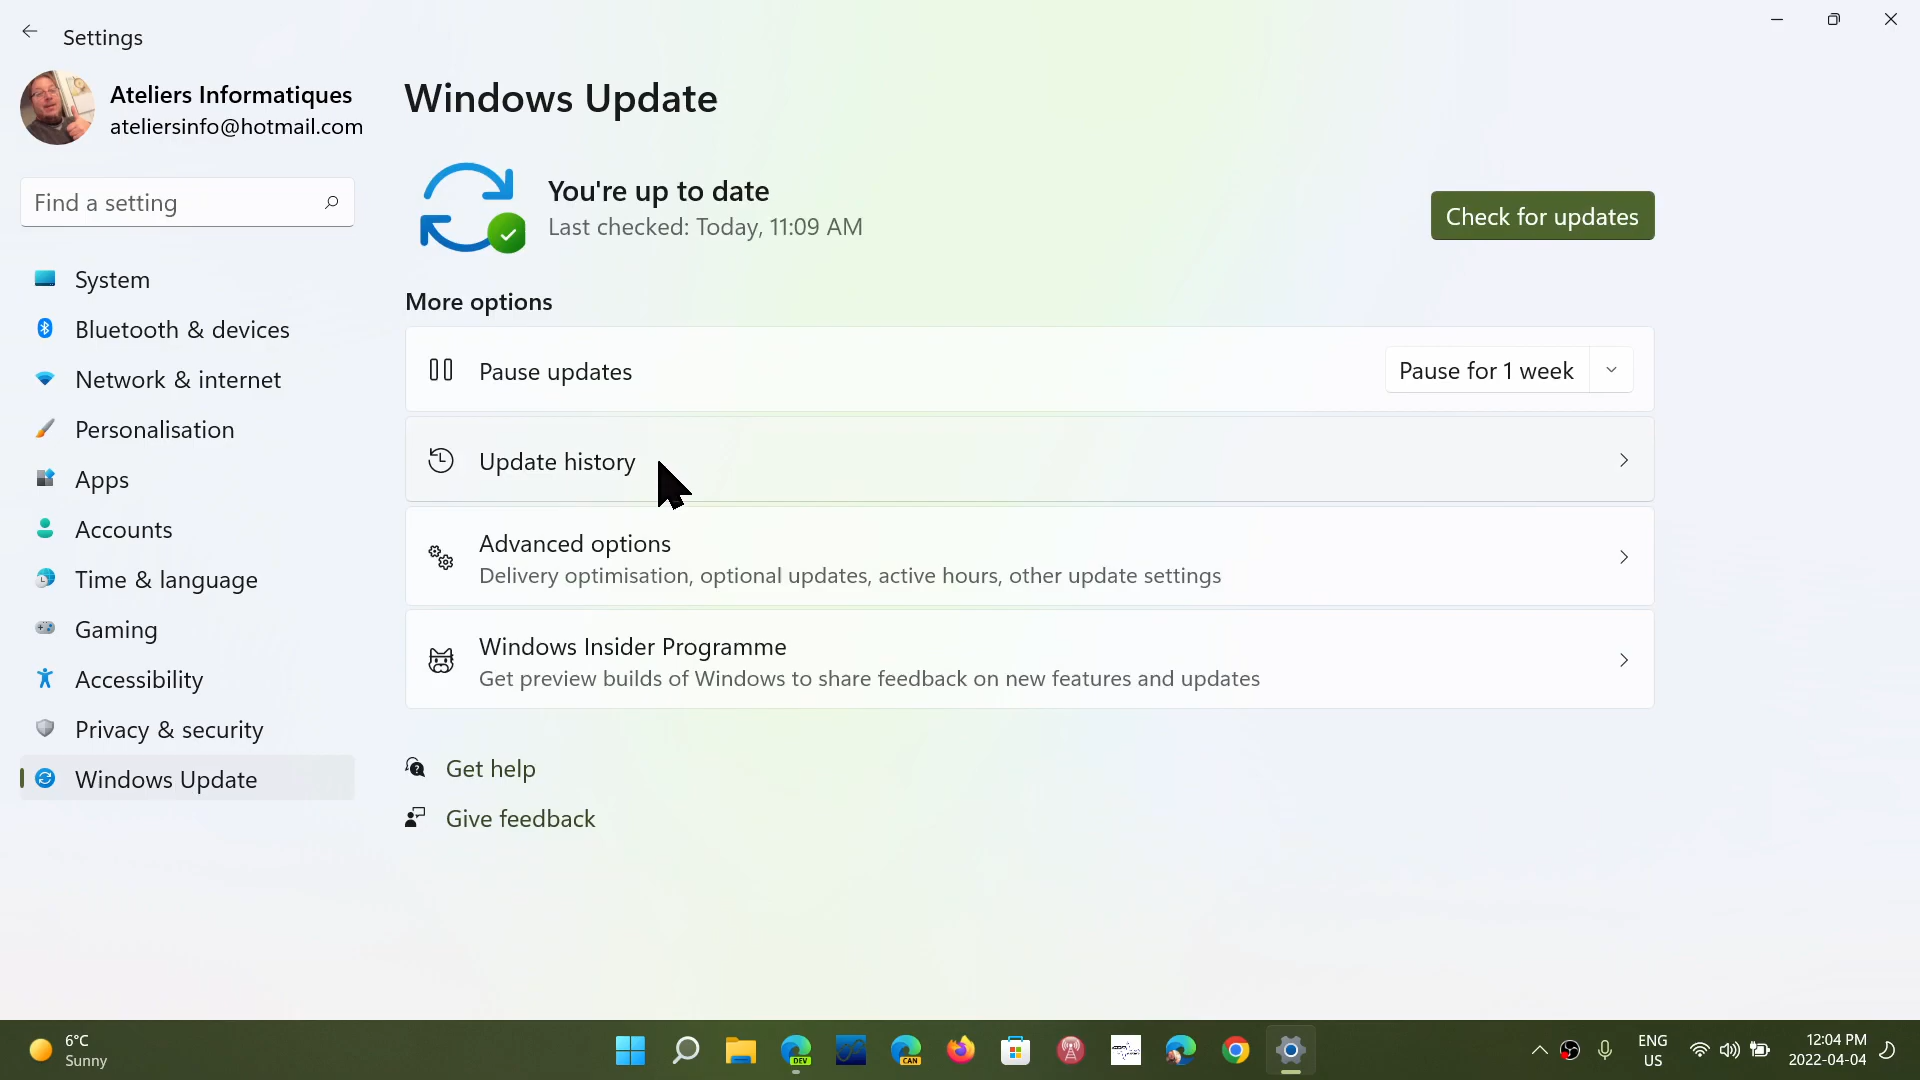 Settings
Ateliers Informatiques
ateliersinfo@hotmail.com
Find a setting
System
Bluetooth & devices
Network & internet
Personalisation
Apps
Accounts
Time & language
Gaming
Accessibility
Privacy & security
Windows Update
Windows Update
You're up to date
Last checked: Today, 11:09 AM
Check for updates
More options
Pause updates
Pause for 1 week
Update history
Advanced options
Delivery optimisation, optional updates, active hours, other update settings
Windows Insider Programme
Get preview builds of Windows to share feedback on new features and updates
Get help
Give feedback
6°C
Sunny
DEV
CAN
ENG
US
12:04 PM
2022-04-04